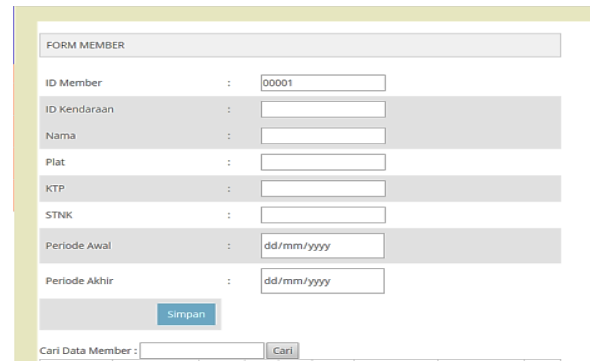 FORM MEMBER
ID Member : 00001
ID Kendaraan :
Nama :
Plat :
KTP :
STNK :
Periode Awal : dd/mm/yyyy
Periode Akhir : dd/mm/yyyy
Simpan
Cari Data Member : Cari